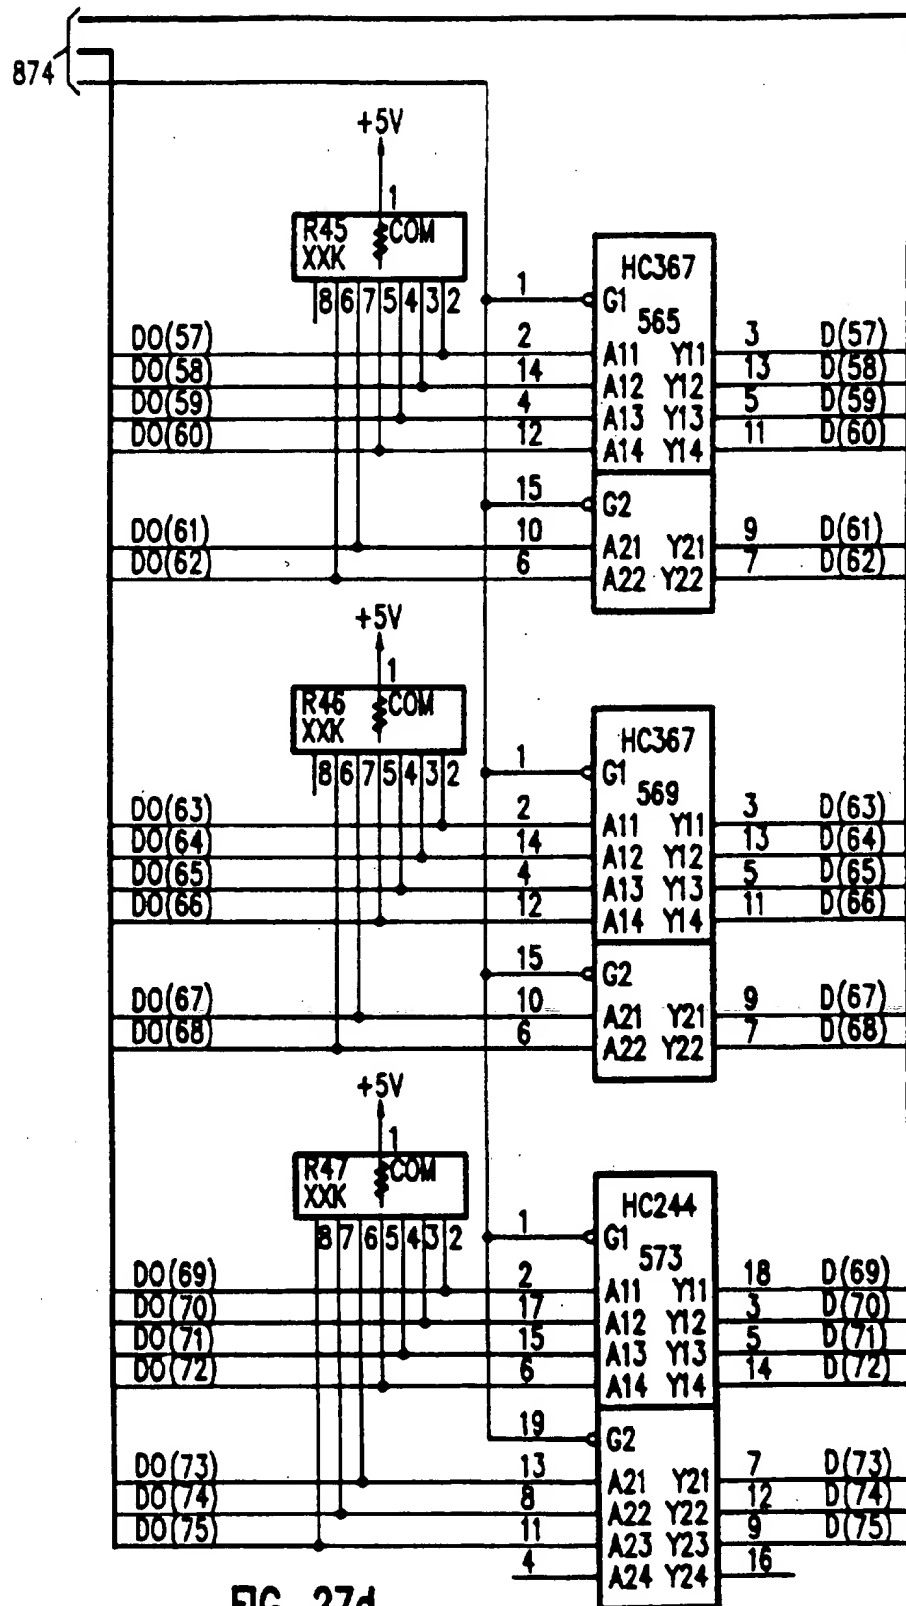 874
+5V
1
R45 COM
XXK
8 6 7 5 4 3 2
HC367
565
1 G1
DO(57) 2 A11 Y11 3 D(57)
DO(58) 14 A12 Y12 13 D(58)
DO(59) 4 A13 Y13 5 D(59)
DO(60) 12 A14 Y14 11 D(60)
15 G2
DO(61) 10 A21 Y21 9 D(61)
DO(62) 6 A22 Y22 7 D(62)
+5V
1
R46 COM
XXK
8 6 7 5 4 3 2
HC367
569
1 G1
DO(63) 2 A11 Y11 3 D(63)
DO(64) 14 A12 Y12 13 D(64)
DO(65) 4 A13 Y13 5 D(65)
DO(66) 12 A14 Y14 11 D(66)
15 G2
DO(67) 10 A21 Y21 9 D(67)
DO(68) 6 A22 Y22 7 D(68)
+5V
1
R47 COM
XXK
8 7 6 5 4 3 2
HC244
573
1 G1
DO(69) 2 A11 Y11 18 D(69)
DO(70) 17 A12 Y12 3 D(70)
DO(71) 15 A13 Y13 5 D(71)
DO(72) 6 A14 Y14 14 D(72)
19 G2
DO(73) 13 A21 Y21 7 D(73)
DO(74) 8 A22 Y22 12 D(74)
DO(75) 11 A23 Y23 9 D(75)
4 A24 Y24 16
FIG. 27d